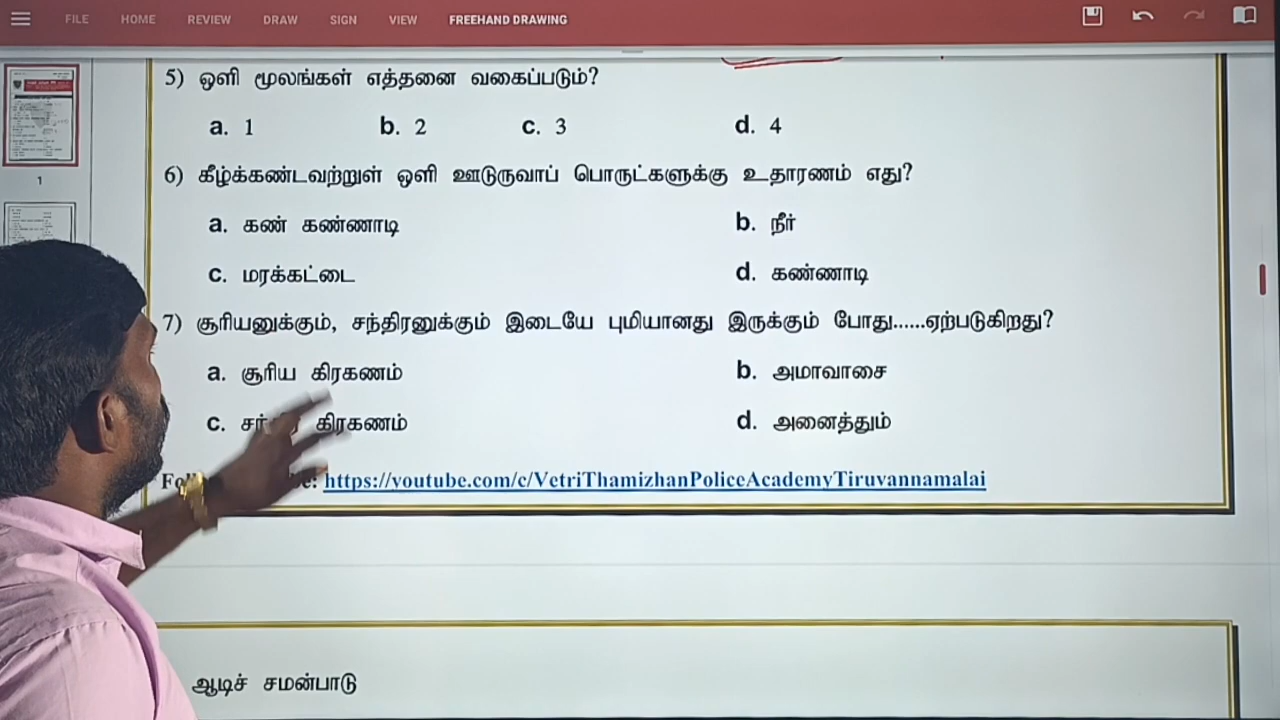 FILE HOME REVIEW DRAW SIGN VIEW FREEHAND DRAWING
5) ஒளி மூலங்கள் எத்தனை வகைப்படும்?
a. 1 b. 2 c. 3 d. 4
6) கீழ்க்கண்டவற்றுள் ஒளி ஊடுருவாப் பொருட்களுக்கு உதாரணம் எது?
a. கண் கண்ணாடி b. நீர்
c. மரக்கட்டை d. கண்ணாடி
7) சூரியனுக்கும், சந்திரனுக்கும் இடையே புமியானது இருக்கும் போது......ஏற்படுகிறது?
a. சூரிய கிரகணம் b. அமாவாசை
c. கிரகணம் d. அனைத்தும்
https://youtube.com/c/VetriThamizhanPoliceAcademyTiruvannamalai
1
ஆடிச் சமன்பாடு